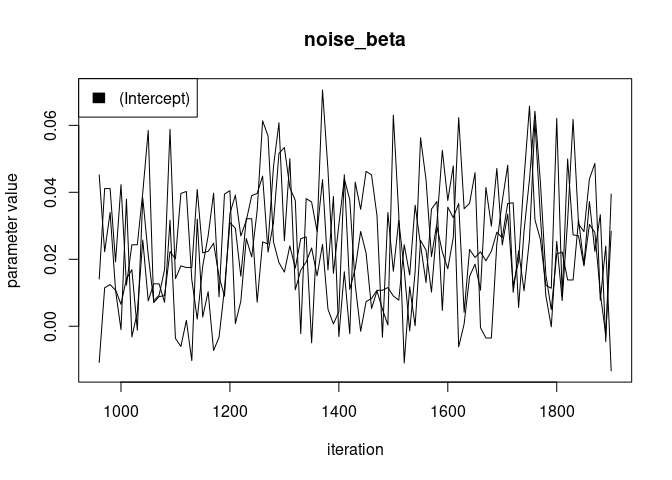 noise_beta
(Intercept)
parameter value
0.06
0.04
0.02
0.00
1000 1200 1400 1600 1800
iteration